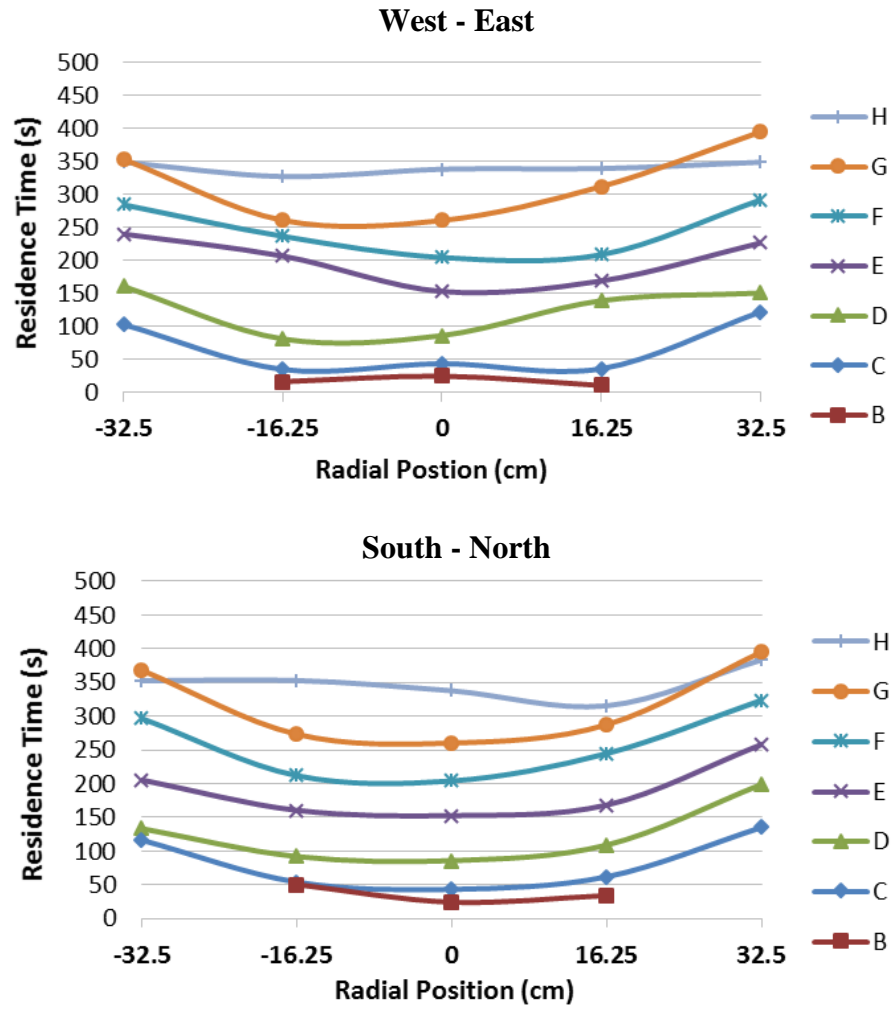 West - East
500
450
400
350
300
250
200
150
100
50
0
Residence Time (s)
-32.5 -16.25 0 16.25 32.5
Radial Postion (cm)
H
G
F
E
D
C
B
South - North
500
450
400
350
300
250
200
150
100
50
0
Residence Time (s)
-32.5 -16.25 0 16.25 32.5
Radial Position (cm)
H
G
F
E
D
C
B